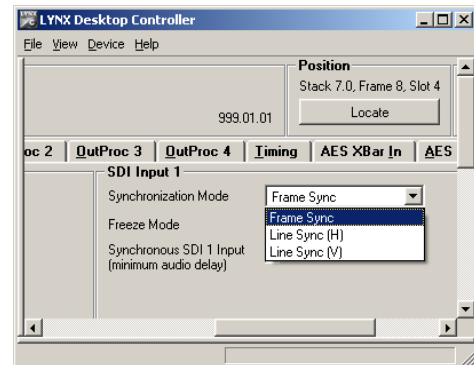 LYNX Desktop Controller
File View Device Help
Position
Stack 7.0, Frame 8, Slot 4
999.01.01
Locate
oc 2 OutProc 3 OutProc 4 Timing AES XBar In AES
SDI Input 1
Synchronization Mode Frame Sync
Frame Sync
Freeze Mode
Line Sync (H)
Synchronous SDI 1 Input
Line Sync (V)
(minimum audio delay)